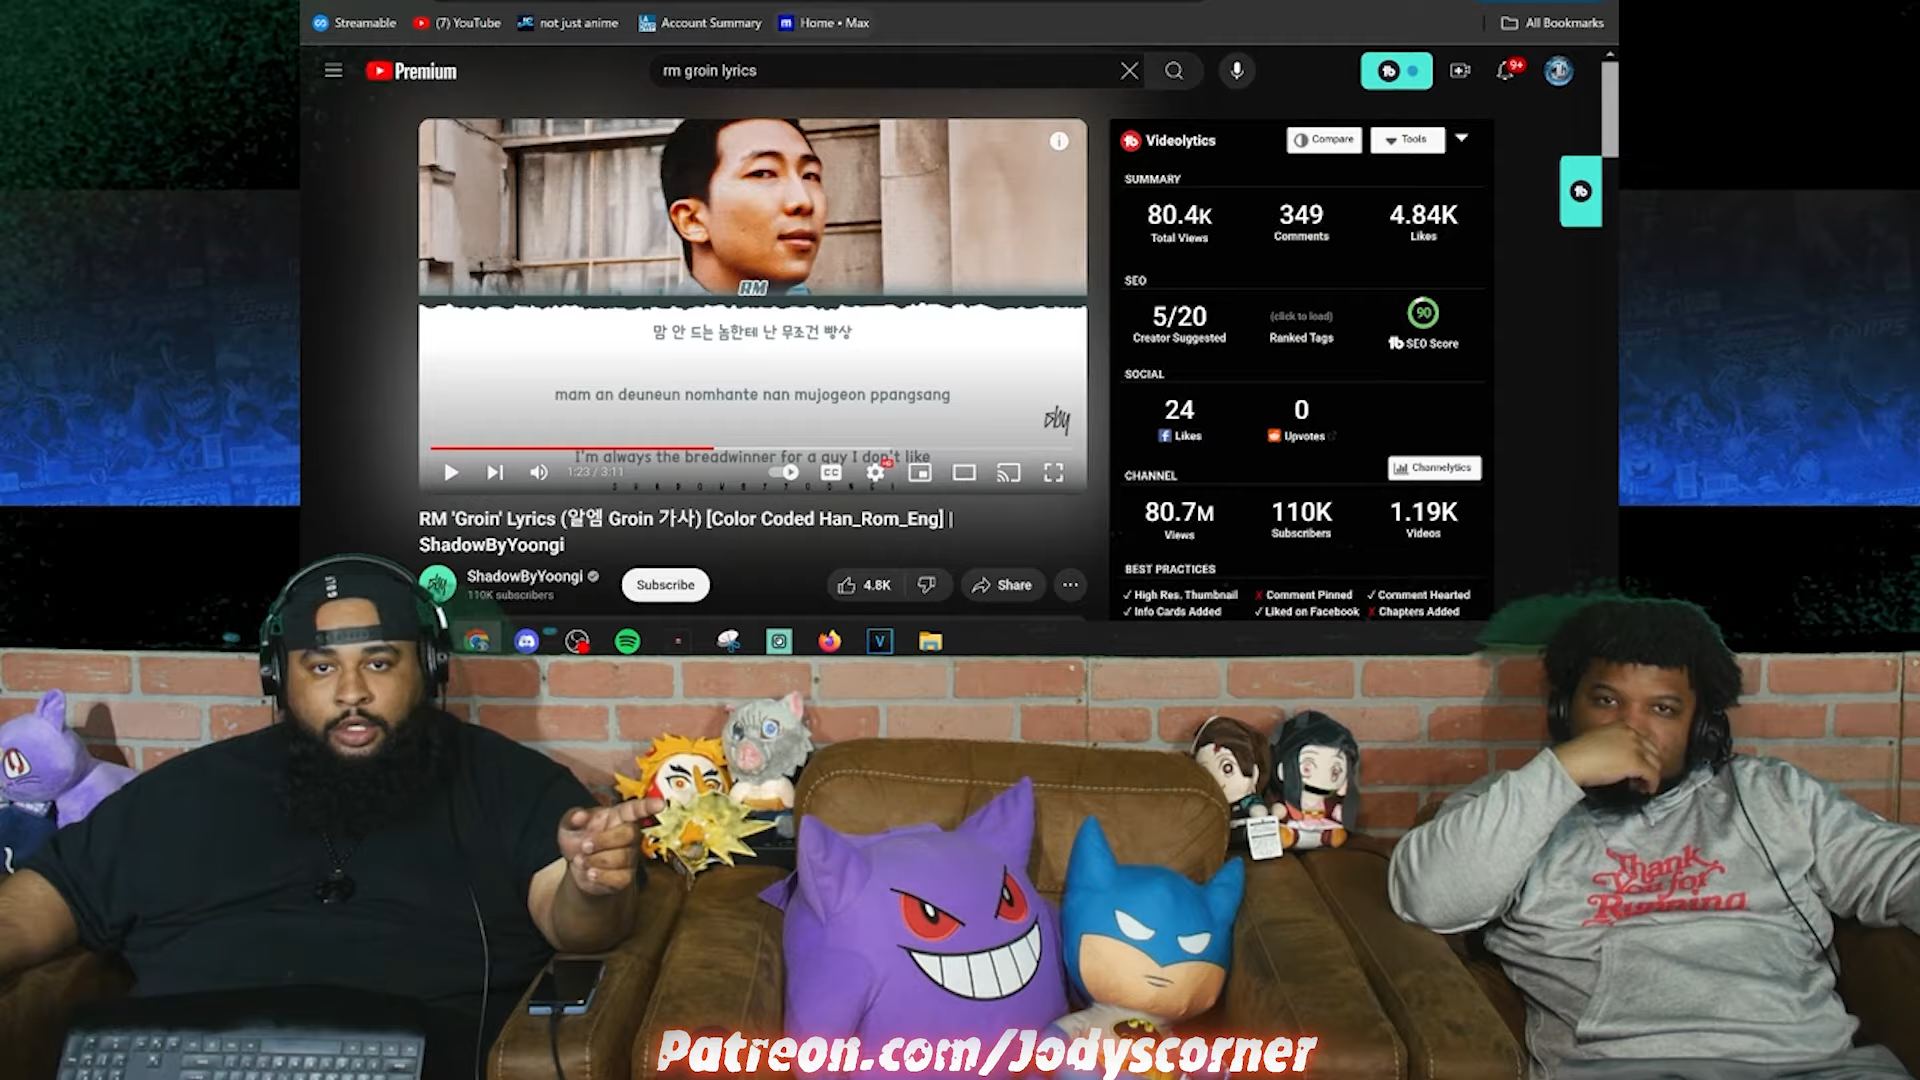 Streamable
(7) YouTube
not just anime
Account Summary
Home • Max
All Bookmarks
Premium
rm groin lyrics
9+
RM
맘 안 드는 놈한테 난 무조건 빵상
mam an deuneun nomhante nan mujogeon ppangsang
sby
I'm always the breadwinner for a guy I don't like
1:23 / 3:11
CC
RM 'Groin' Lyrics (알엠 Groin 가사) [Color Coded Han_Rom_Eng] |
ShadowByYoongi
ShadowByYoongi
110K subscribers
Subscribe
4.8K
Share
Videolytics
Compare
Tools
SUMMARY
80.4K
349
4.84K
Total Views
Comments
Likes
SEO
5/20
(click to load)
90
Creator Suggested
Ranked Tags
SEO Score
SOCIAL
24
0
Likes
Upvotes
CHANNEL
Channelytics
80.7M
110K
1.19K
Views
Subscribers
Videos
BEST PRACTICES
✓ High Res. Thumbnail
✗ Comment Pinned
✓ Comment Hearted
✓ Info Cards Added
✓ Liked on Facebook
✗ Chapters Added
V
GOLF
Thank
You for
Running
Patreon.com/Jodyscorner